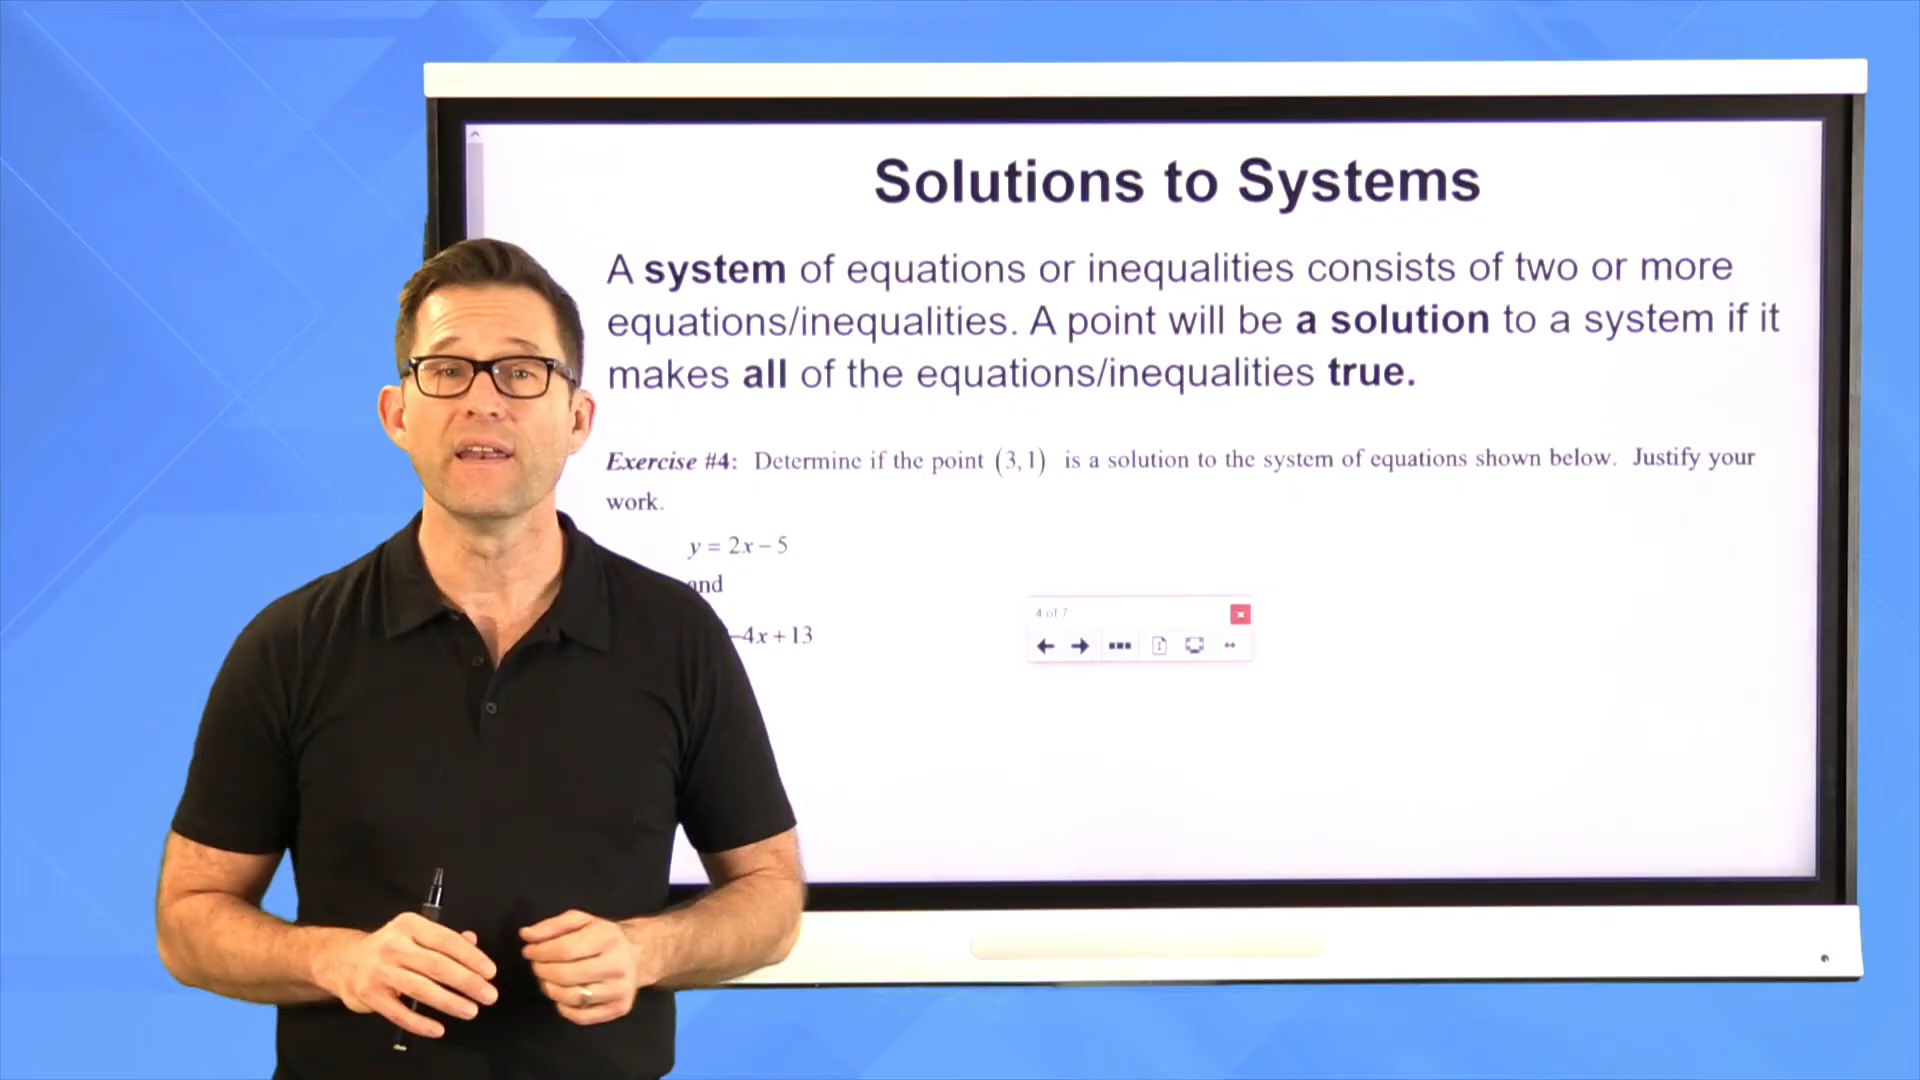 Solutions to Systems
A system of equations or inequalities consists of two or more
equations/inequalities. A point will be a solution to a system if it
makes all of the equations/inequalities true.
Exercise #4: Determine if the point (3,1) is a solution to the system of equations shown below. Justify your
work.
y = 2x − 5
and
−4x + 13
4 of 7